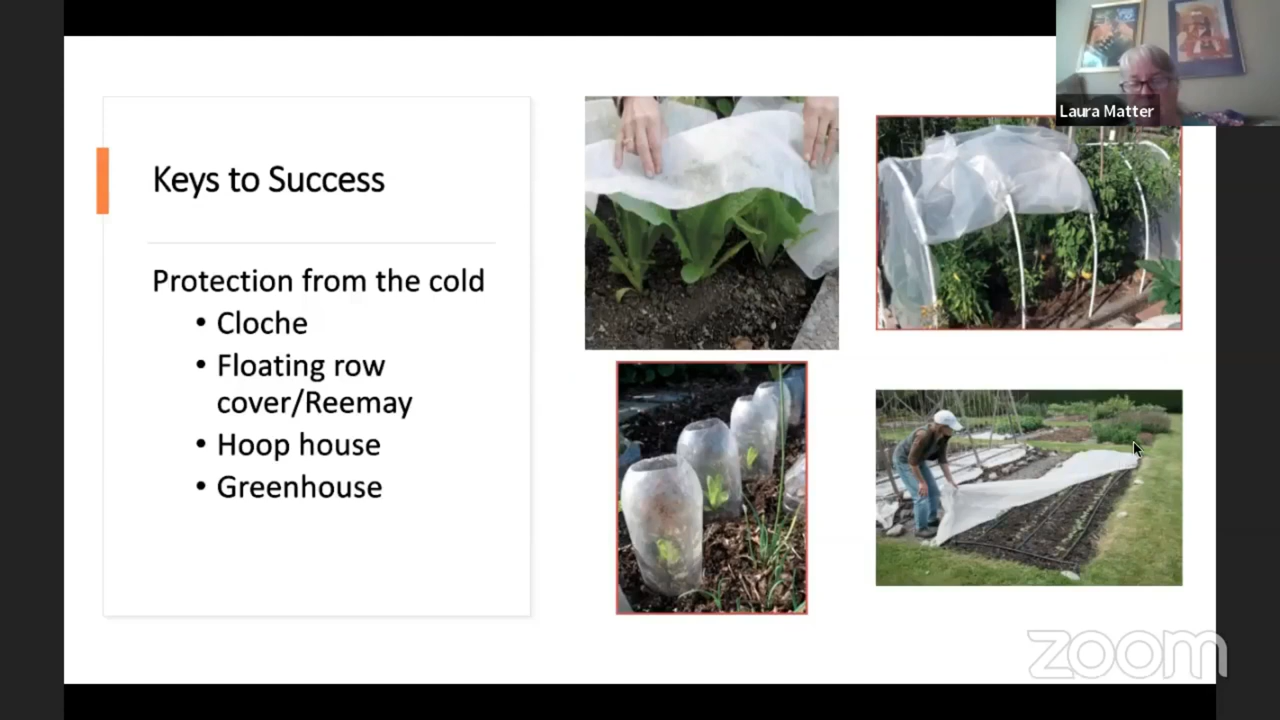 Laura Matter
Keys to Success
Protection from the cold
• Cloche
• Floating row
cover/Reemay
• Hoop house
• Greenhouse
zoom